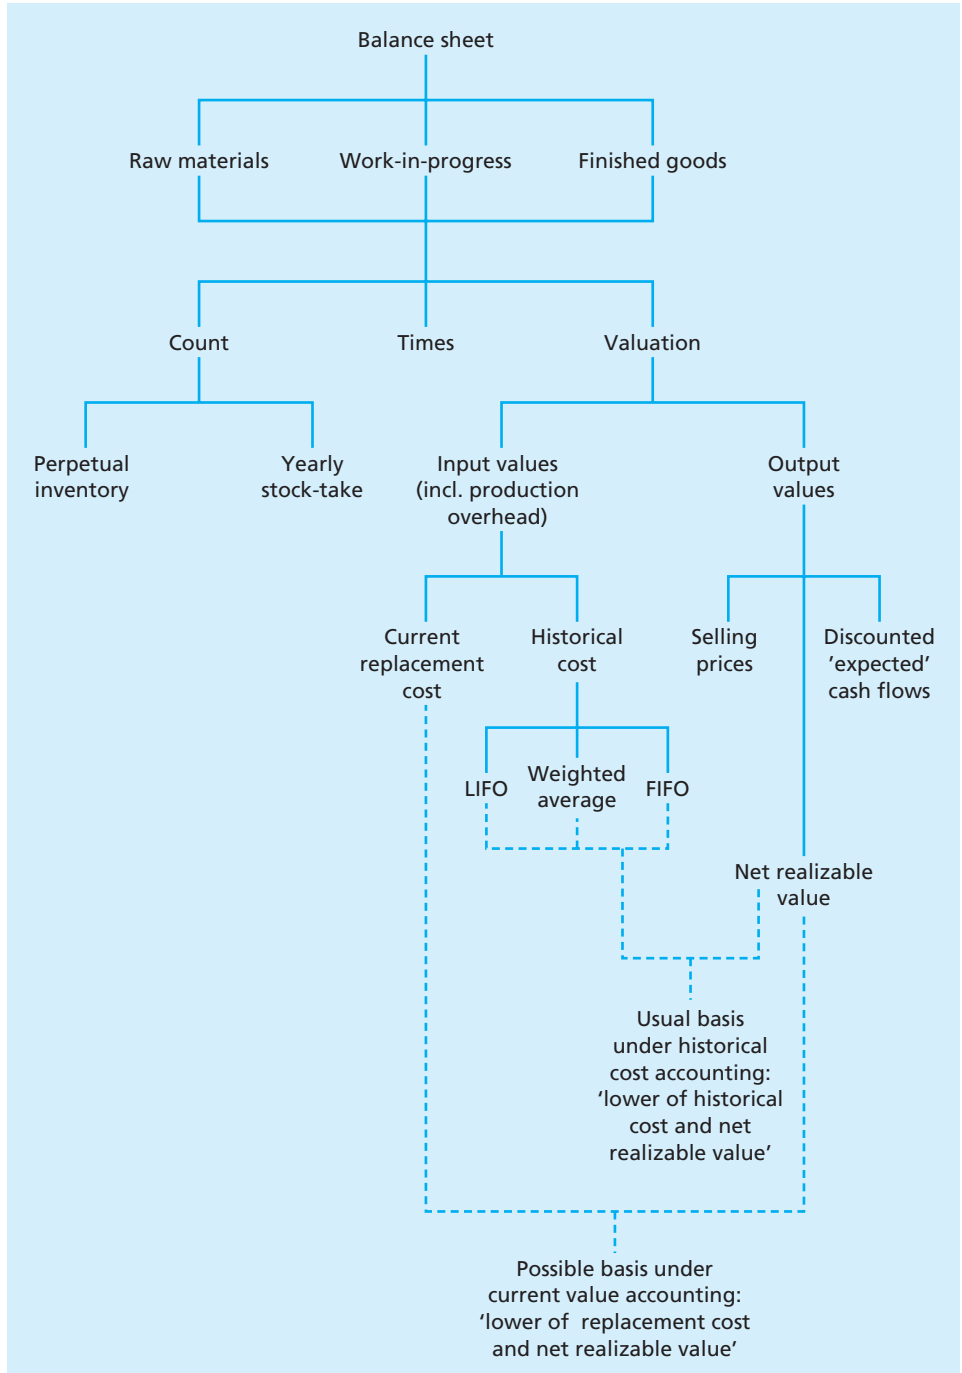 Balance sheet
Raw materials
Work-in-progress
Finished goods
Count
Times
Valuation
Perpetual
inventory
Yearly
stock-take
Input values
(incl. production
overhead)
Output
values
Current
replacement
cost
Historical
cost
Selling
prices
Discounted
’expected’
cash flows
LIFO
Weighted
average
FIFO
Net realizable
value
Usual basis
under historical
cost accounting:
‘lower of historical
cost and net
realizable value’
Possible basis under
current value accounting:
‘lower of replacement cost
and net realizable value’